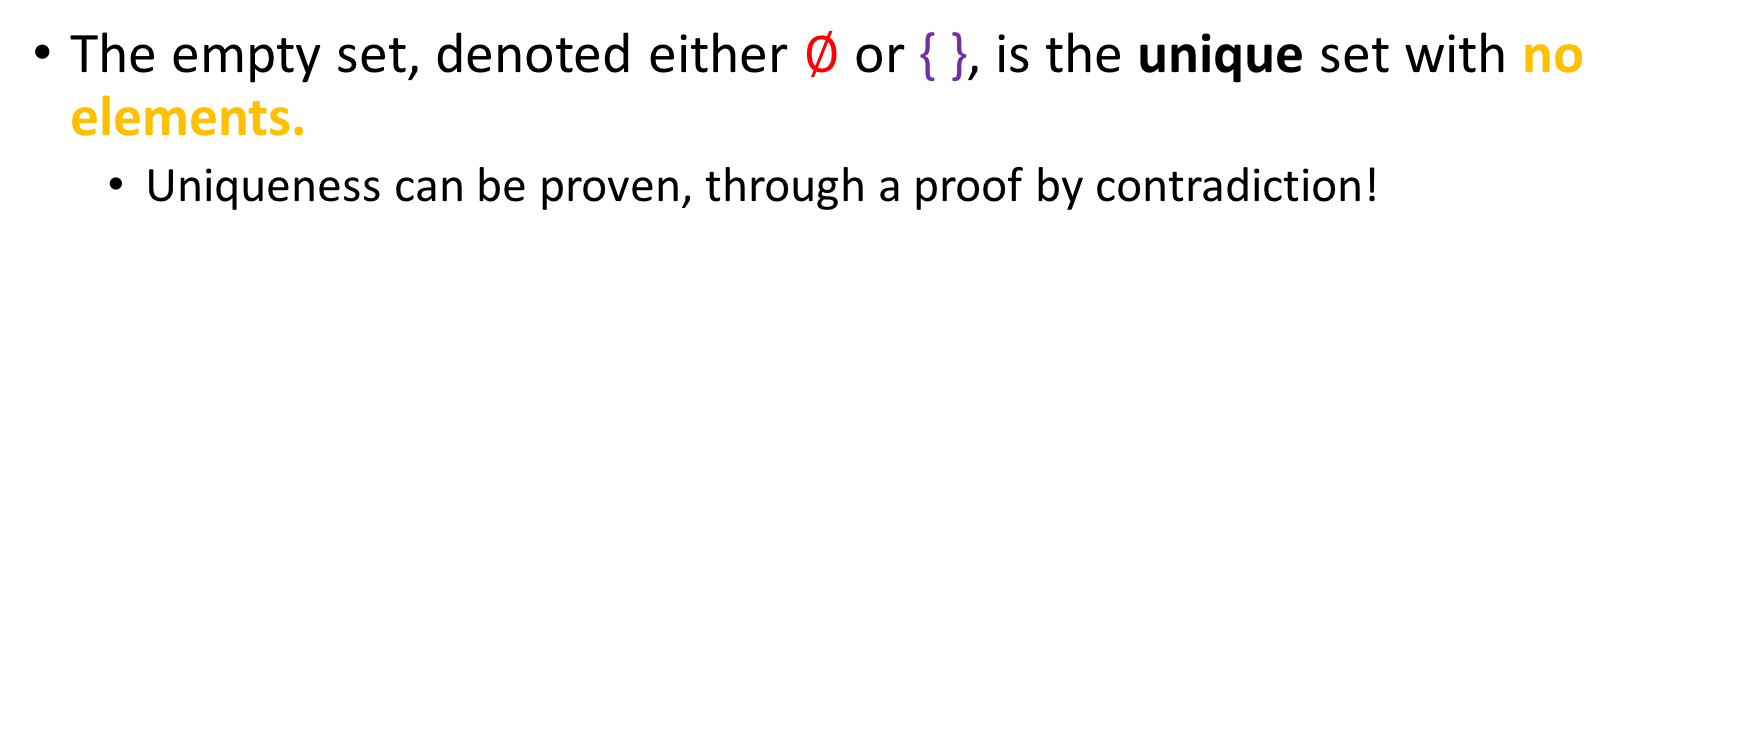 • The empty set, denoted either ∅ or { }, is the unique set with no
elements.
• Uniqueness can be proven, through a proof by contradiction!